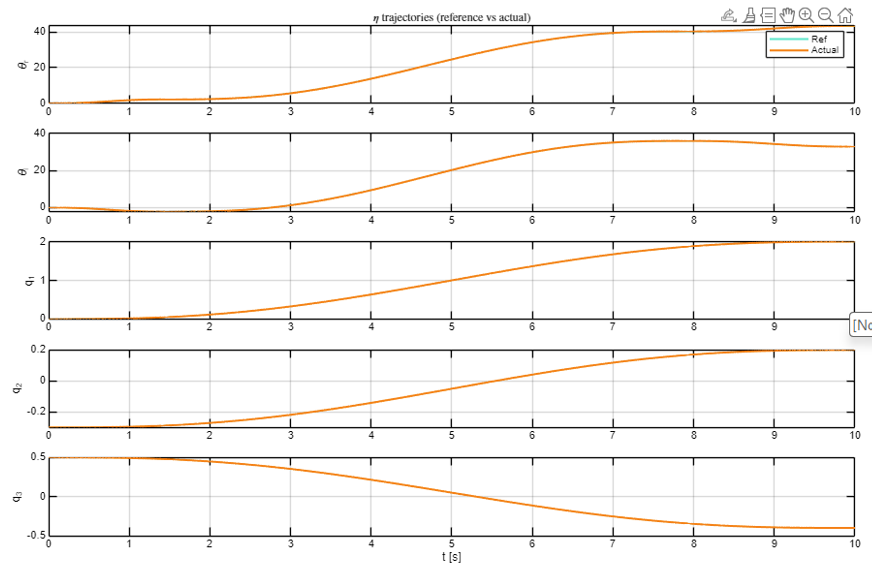 η trajectories (reference vs actual)
Ref
Actual
θr
40
20
0
0 1 2 3 4 5 6 7 8 9 10
40
20
0
0 1 2 3 4 5 6 7 8 9 10
q1
2
1
0
0 1 2 3 4 5 6 7 8 9
[No
q2
0.2
0
-0.2
0 1 2 3 4 5 6 7 8 9 10
q3
0.5
0
-0.5
0 1 2 3 4 5 6 7 8 9 10
t [s]